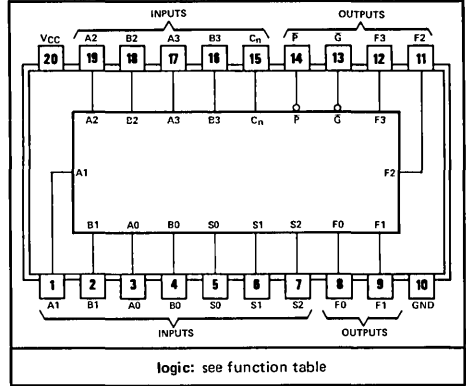 INPUTS OUTPUTS
VCC A2 B2 A3 B3 Cn P̅ G̅ F3 F2
20 19 18 17 16 15 14 13 12 11
A2 B2 A3 B3 Cn P̅ G̅ F3
A1 F2
B1 A0 B0 S0 S1 S2 F0 F1
1 2 3 4 5 6 7 8 9 10
A1 B1 A0 B0 S0 S1 S2 F0 F1 GND
INPUTS OUTPUTS
logic: see function table